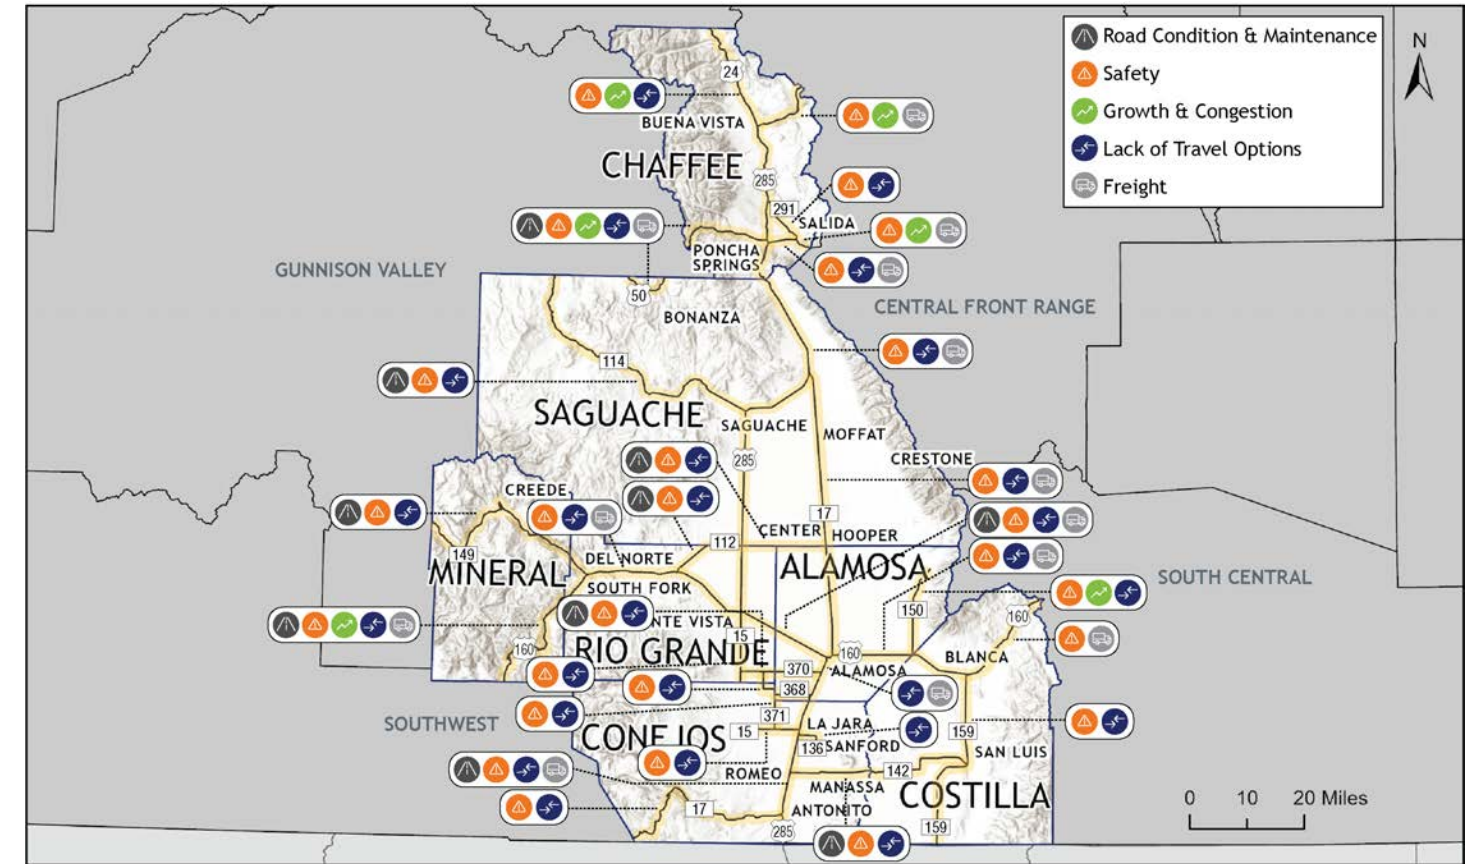 Road Condition & Maintenance
Safety
Growth & Congestion
Lack of Travel Options
Freight
N
24
BUENA VISTA
CHAFFEE
285
291
SALIDA
PONCHA
SPRINGS
GUNNISON VALLEY
50
CENTRAL FRONT RANGE
BONANZA
114
SAGUACHE
SAGUACHE
MOFFAT
285
CRESTONE
CREEDE
17
CENTER
HOOPER
112
149
DEL NORTE
MINERAL
ALAMOSA
SOUTH CENTRAL
SOUTH FORK
150
160
NTE VISTA
15
160
RIO GRANDE
160
BLANCA
370
ALAMOSA
368
371
SOUTHWEST
LA JARA
CONEJOS
15
159
136
SANFORD
SAN LUIS
ROMEO
142
MANASSA
COSTILLA
17
ANTONITO
285
159
0 10 20 Miles